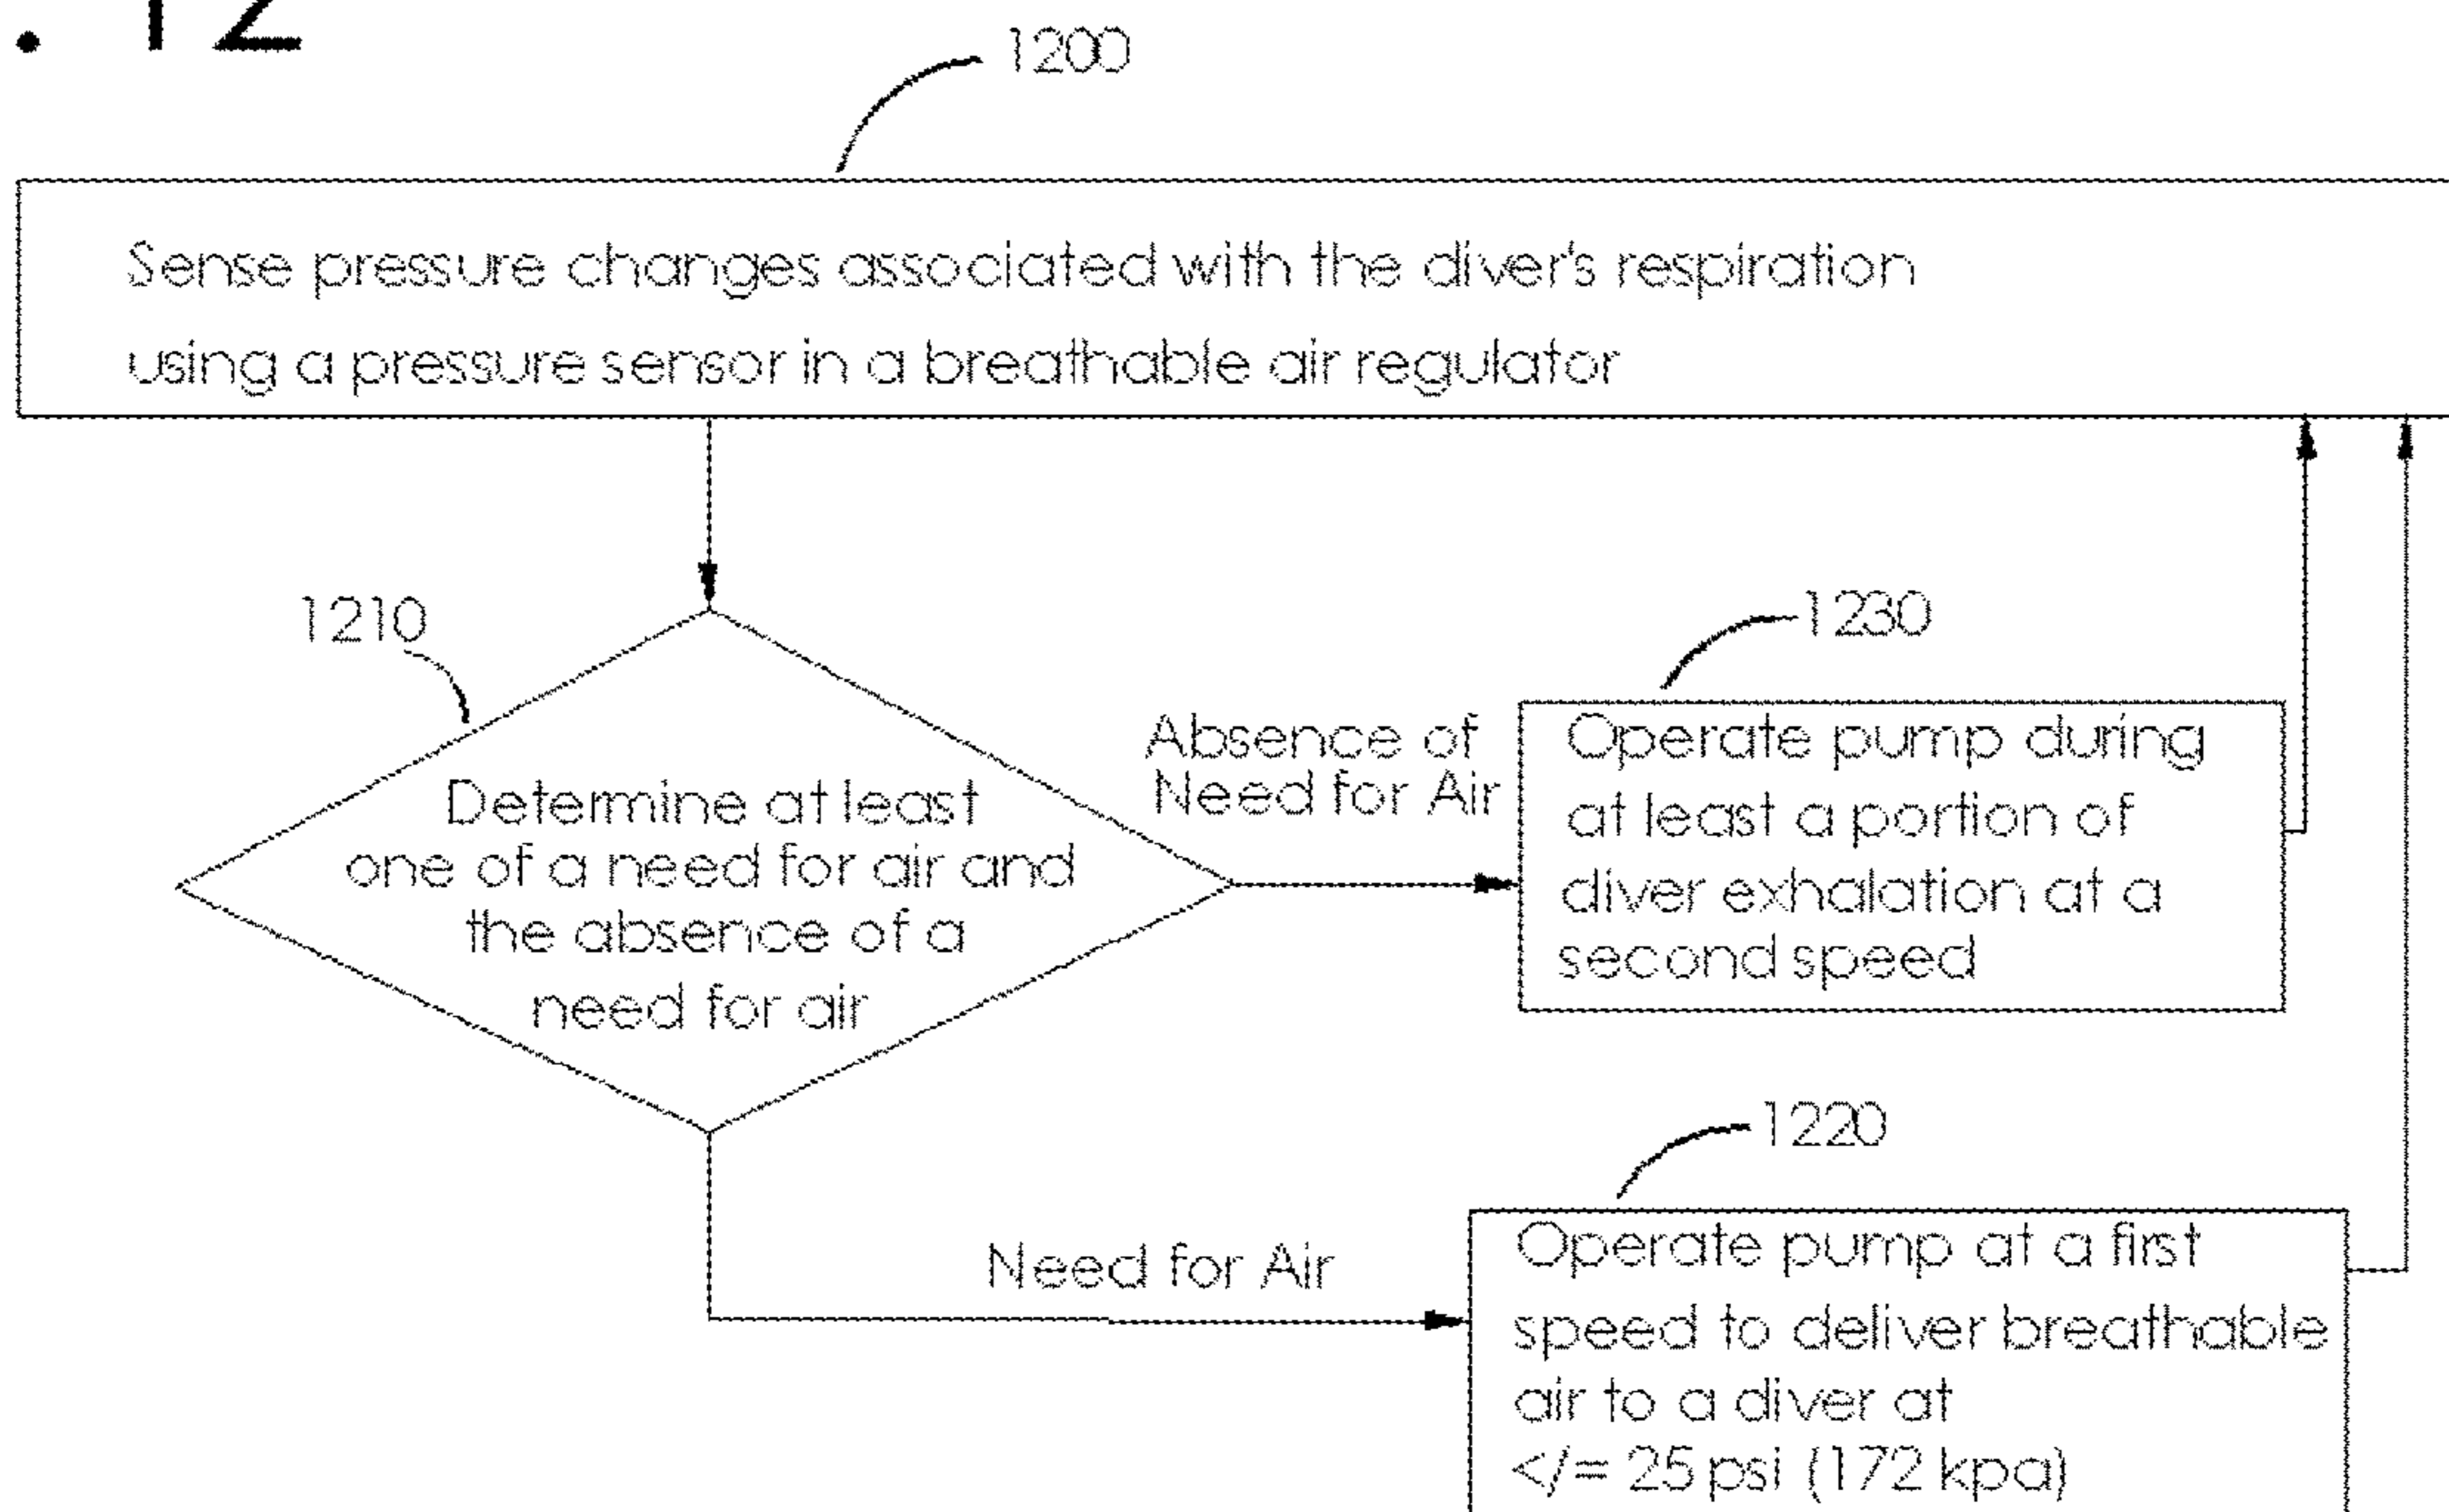 . 12
1200
Sense pressure changes associated with the diver's respiration
using a pressure sensor in a breathable air regulator
1210
1230
Absence of
Need for Air
Operate pump during
at least a portion of
diver exhalation at a
second speed
Determine at least
one of a need for air and
the absence of a
need for air
1220
Need for Air
Operate pump at a first
speed to deliver breathable
air to a diver at
</= 25 psi (172 kpa)